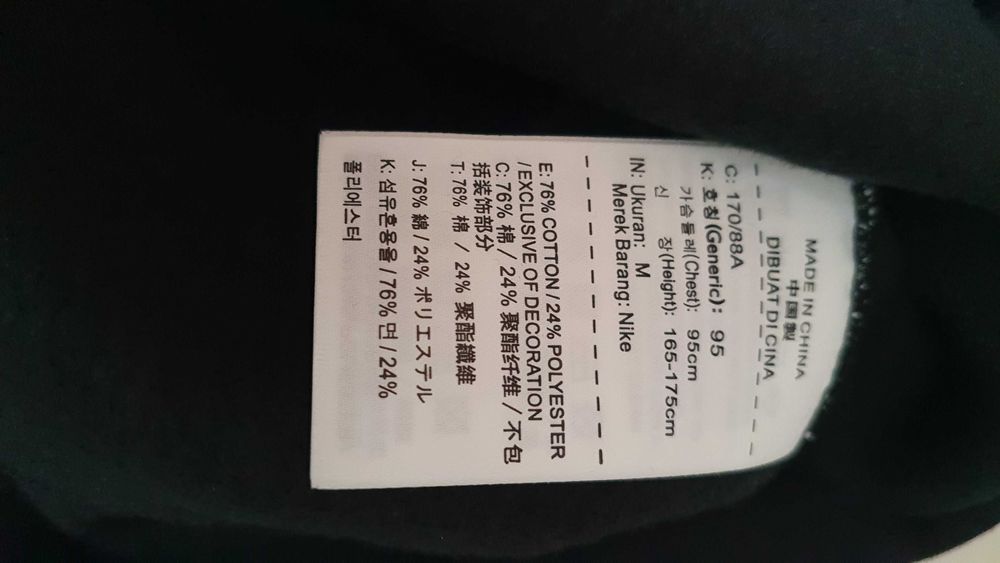 MADE IN CHINA
中国製
DIBUAT DI CINA
C: 170/88A
K: 호칭(Generic): 95
가슴둘레(Chest): 95cm
신 장(Height): 165-175cm
IN: Ukuran: M
Merek Barang: Nike
E: 76% COTTON / 24% POLYESTER
/ EXCLUSIVE OF DECORATION
C: 76% 棉 / 24% 聚酯纤维 / 不包
括装饰部分
T: 76% 棉 / 24% 聚酯纖維
J: 76% 綿 / 24% ポリエステル
K: 섬유혼용율 / 76% 면 / 24%
폴리에스터